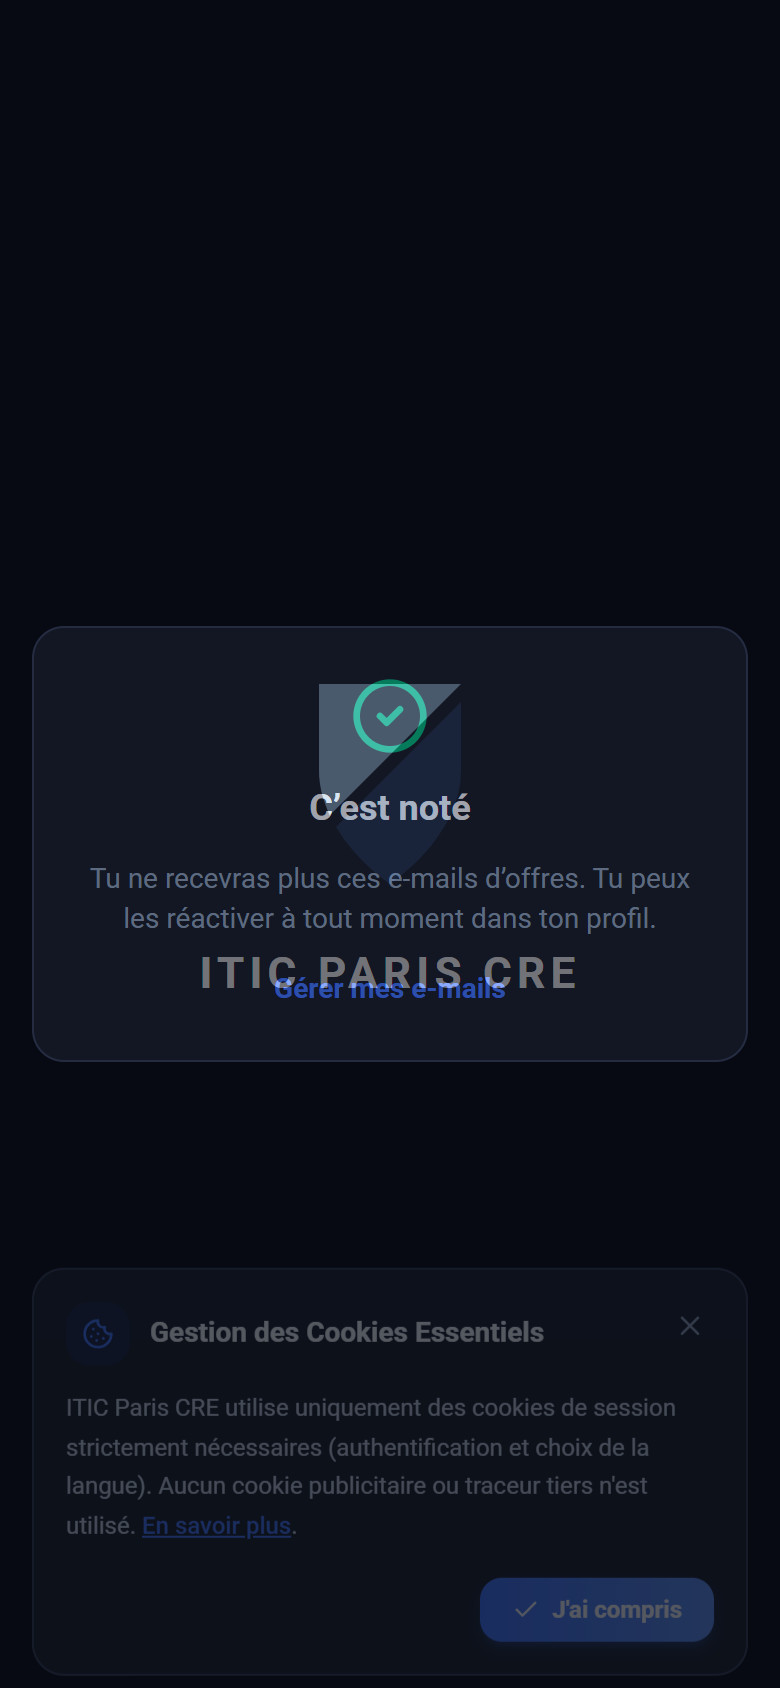 C’est noté
Tu ne recevras plus ces e-mails d’offres. Tu peux
les réactiver à tout moment dans ton profil.
ITIC PARIS CRE
Gérer mes e-mails
Gestion des Cookies Essentiels
ITIC Paris CRE utilise uniquement des cookies de session
strictement nécessaires (authentification et choix de la
langue). Aucun cookie publicitaire ou traceur tiers n'est
utilisé. En savoir plus.
J'ai compris